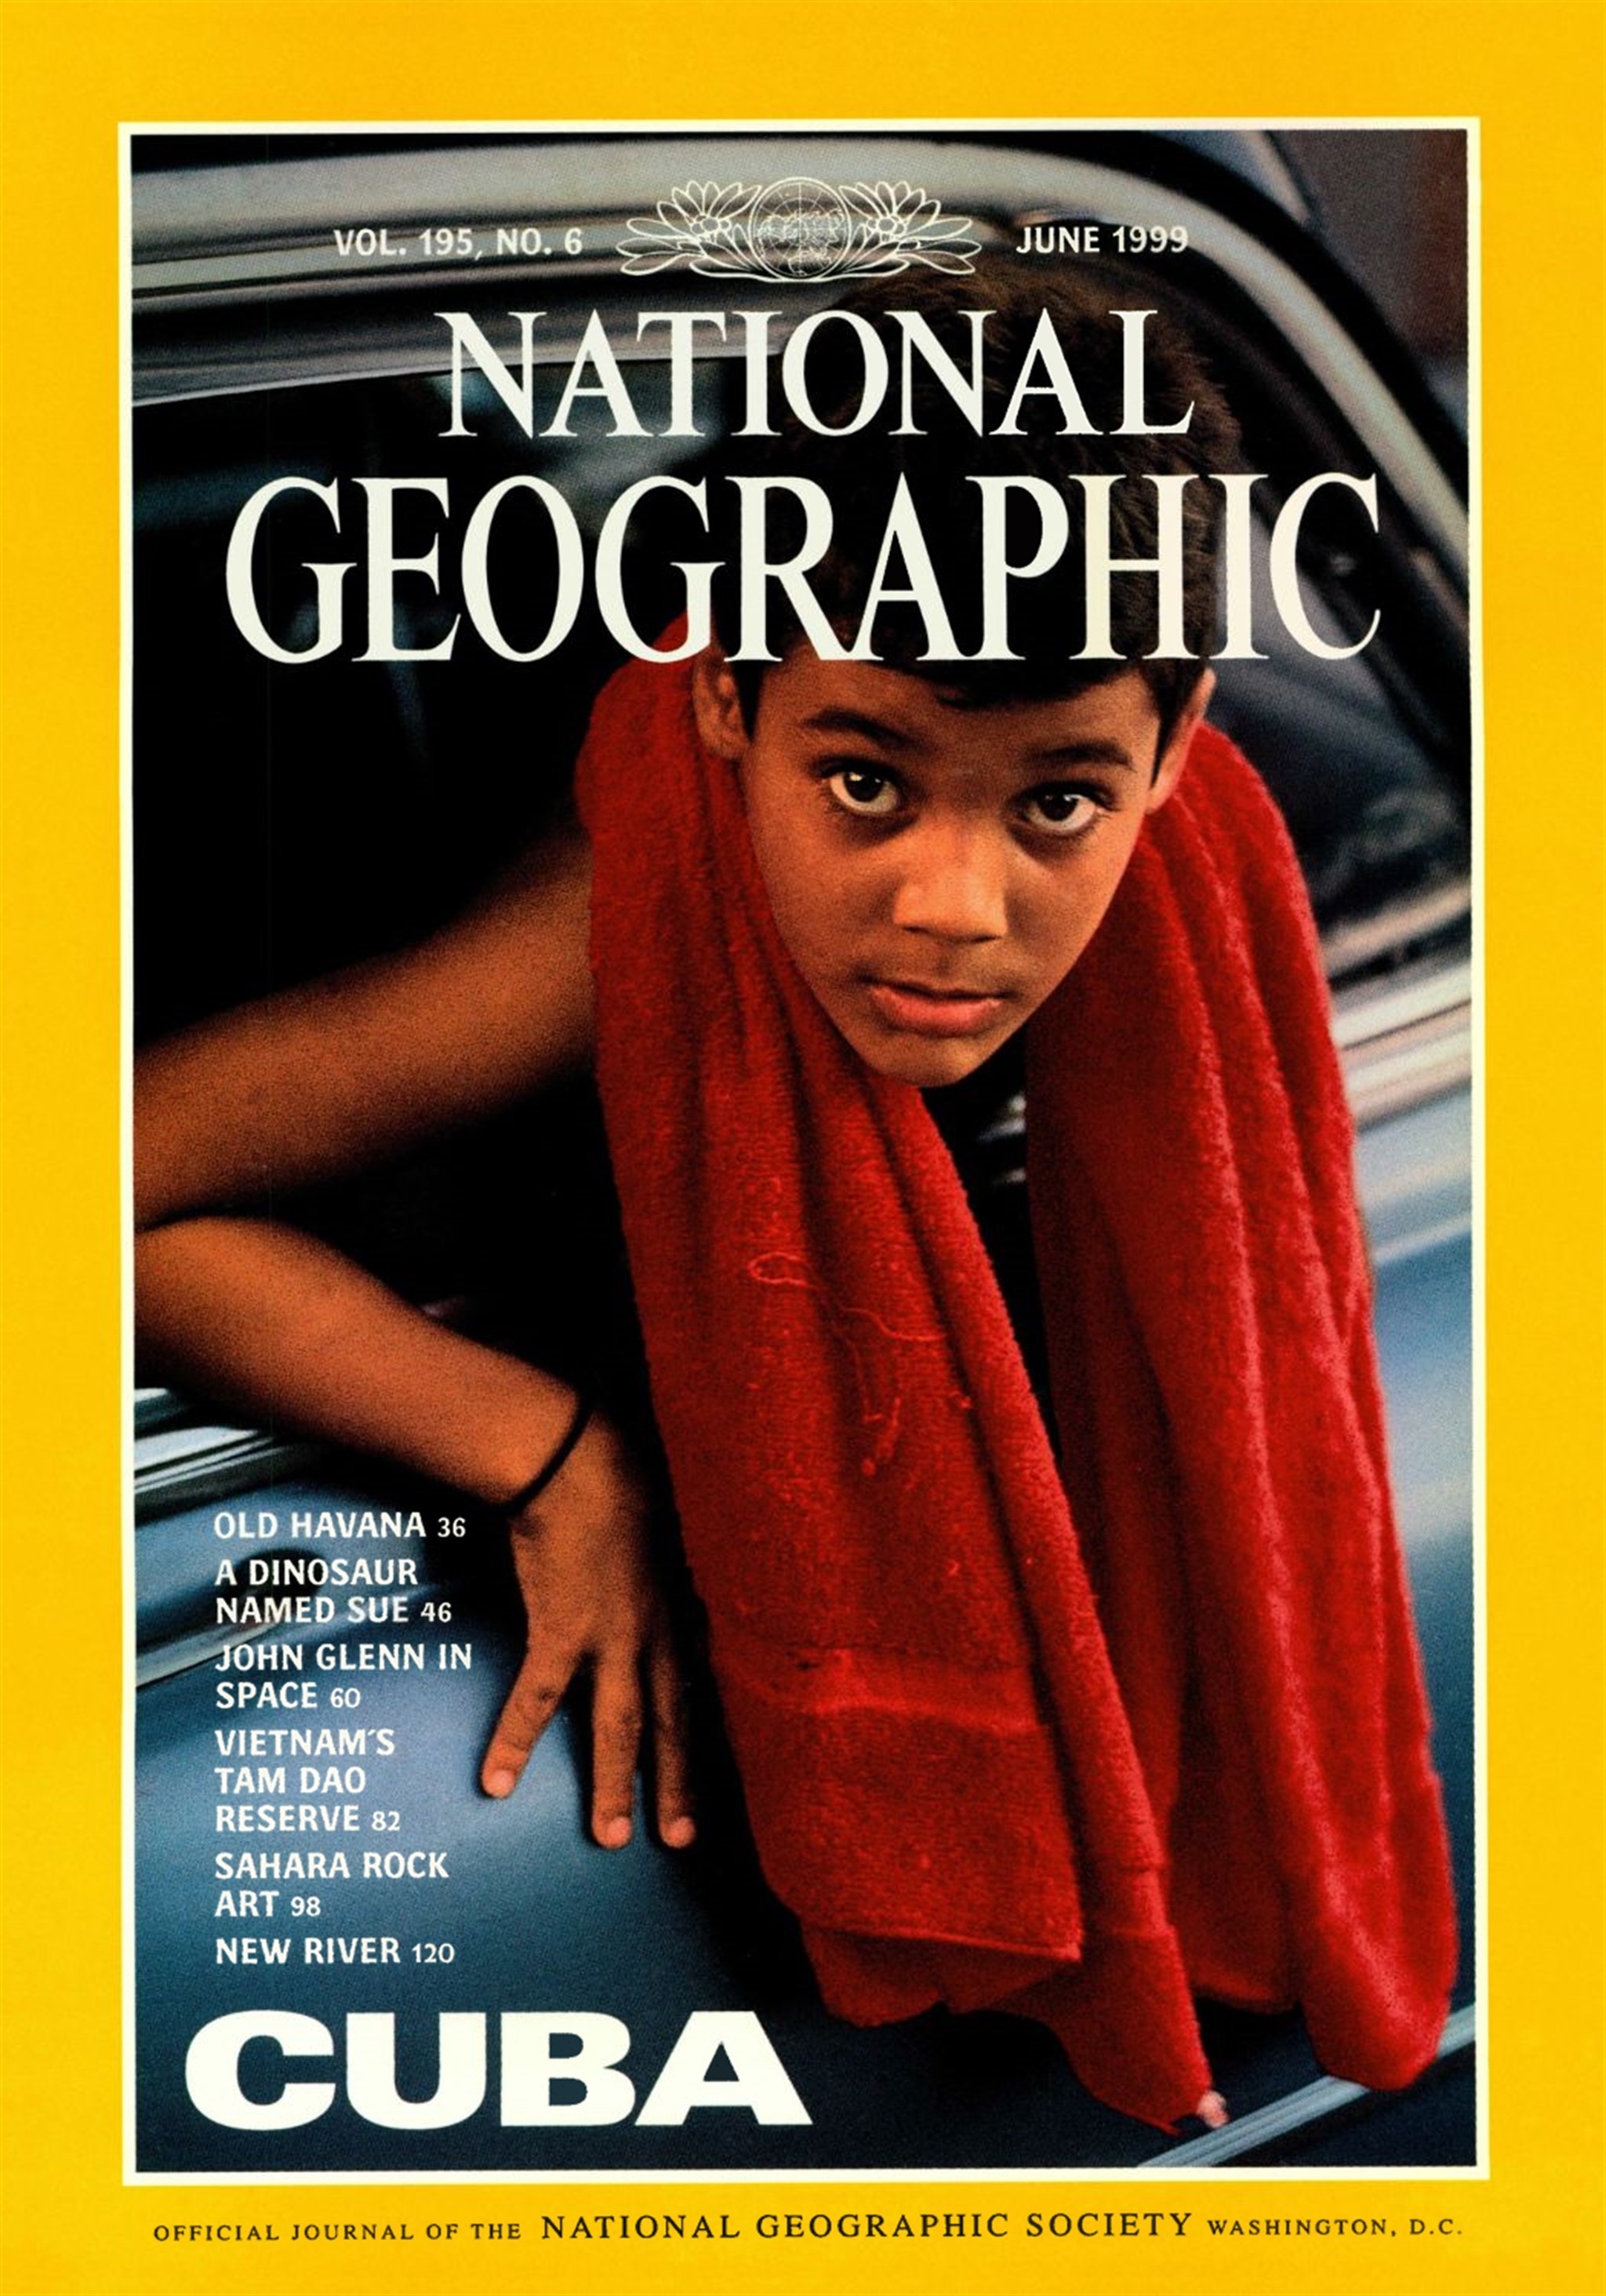 VOL. 195, NO. 6 JUNE 1999
NATIONAL
GEOGRAPHIC
OLD HAVANA 36
A DINOSAUR
NAMED SUE 46
JOHN GLENN IN
SPACE 60
VIETNAM'S
TAM DAO
RESERVE 82
SAHARA ROCK
ART 98
NEW RIVER 120
CUBA
OFFICIAL JOURNAL OF THE NATIONAL GEOGRAPHIC SOCIETY WASHINGTON, D.C.